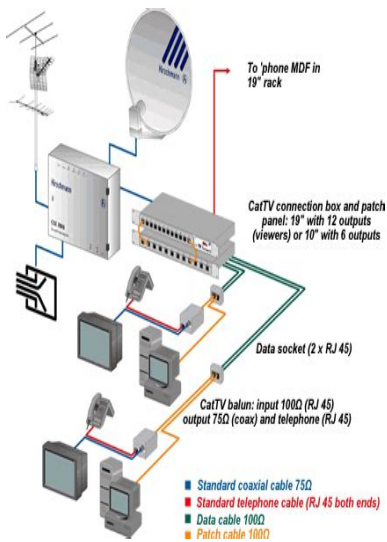 Hirschmann
To 'phone MDF in
19" rack
Hirschmann
CatTV connection box and patch
panel: 19" with 12 outputs
(viewers) or 10" with 6 outputs
Data socket (2 x RJ 45)
CatTV balun: input 100Ω (RJ 45)
output 75Ω (coax) and telephone (RJ 45)
Standard coaxial cable 75Ω
Standard telephone cable (RJ 45 both ends)
Data cable 100Ω
Patch cable 100Ω